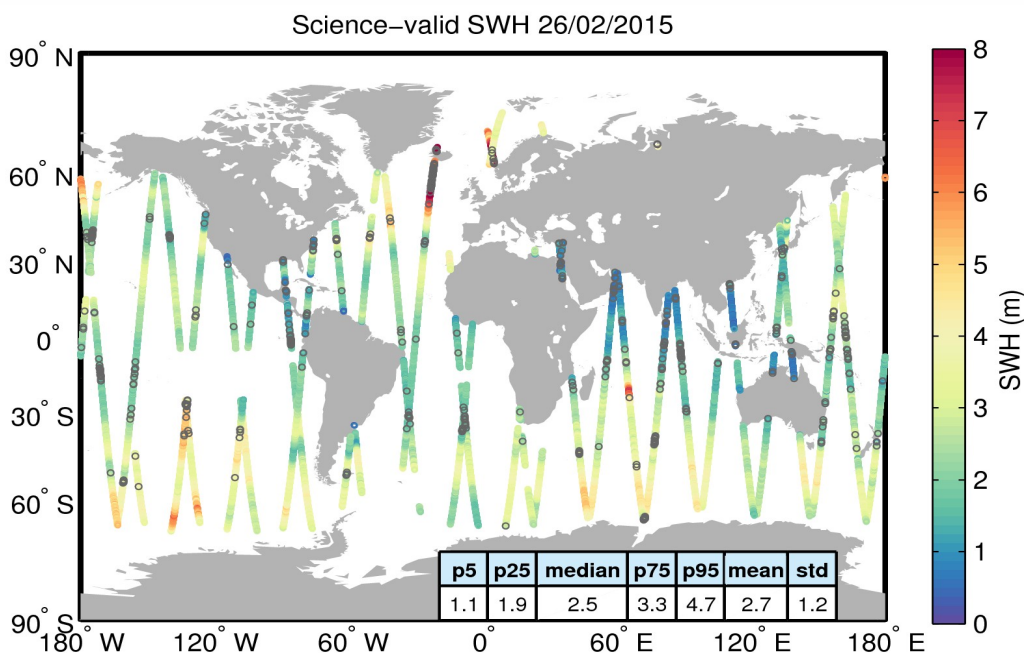 Science−valid SWH 26/02/2015
90° N
60° N
30° N
0°
30° S
60° S
90° S
180° W
120° W
60° W
0°
60° E
120° E
180° E
p5 p25 median p75 p95 mean std
1.1 1.9 2.5 3.3 4.7 2.7 1.2
8
7
6
5
4
3
2
1
0
SWH (m)